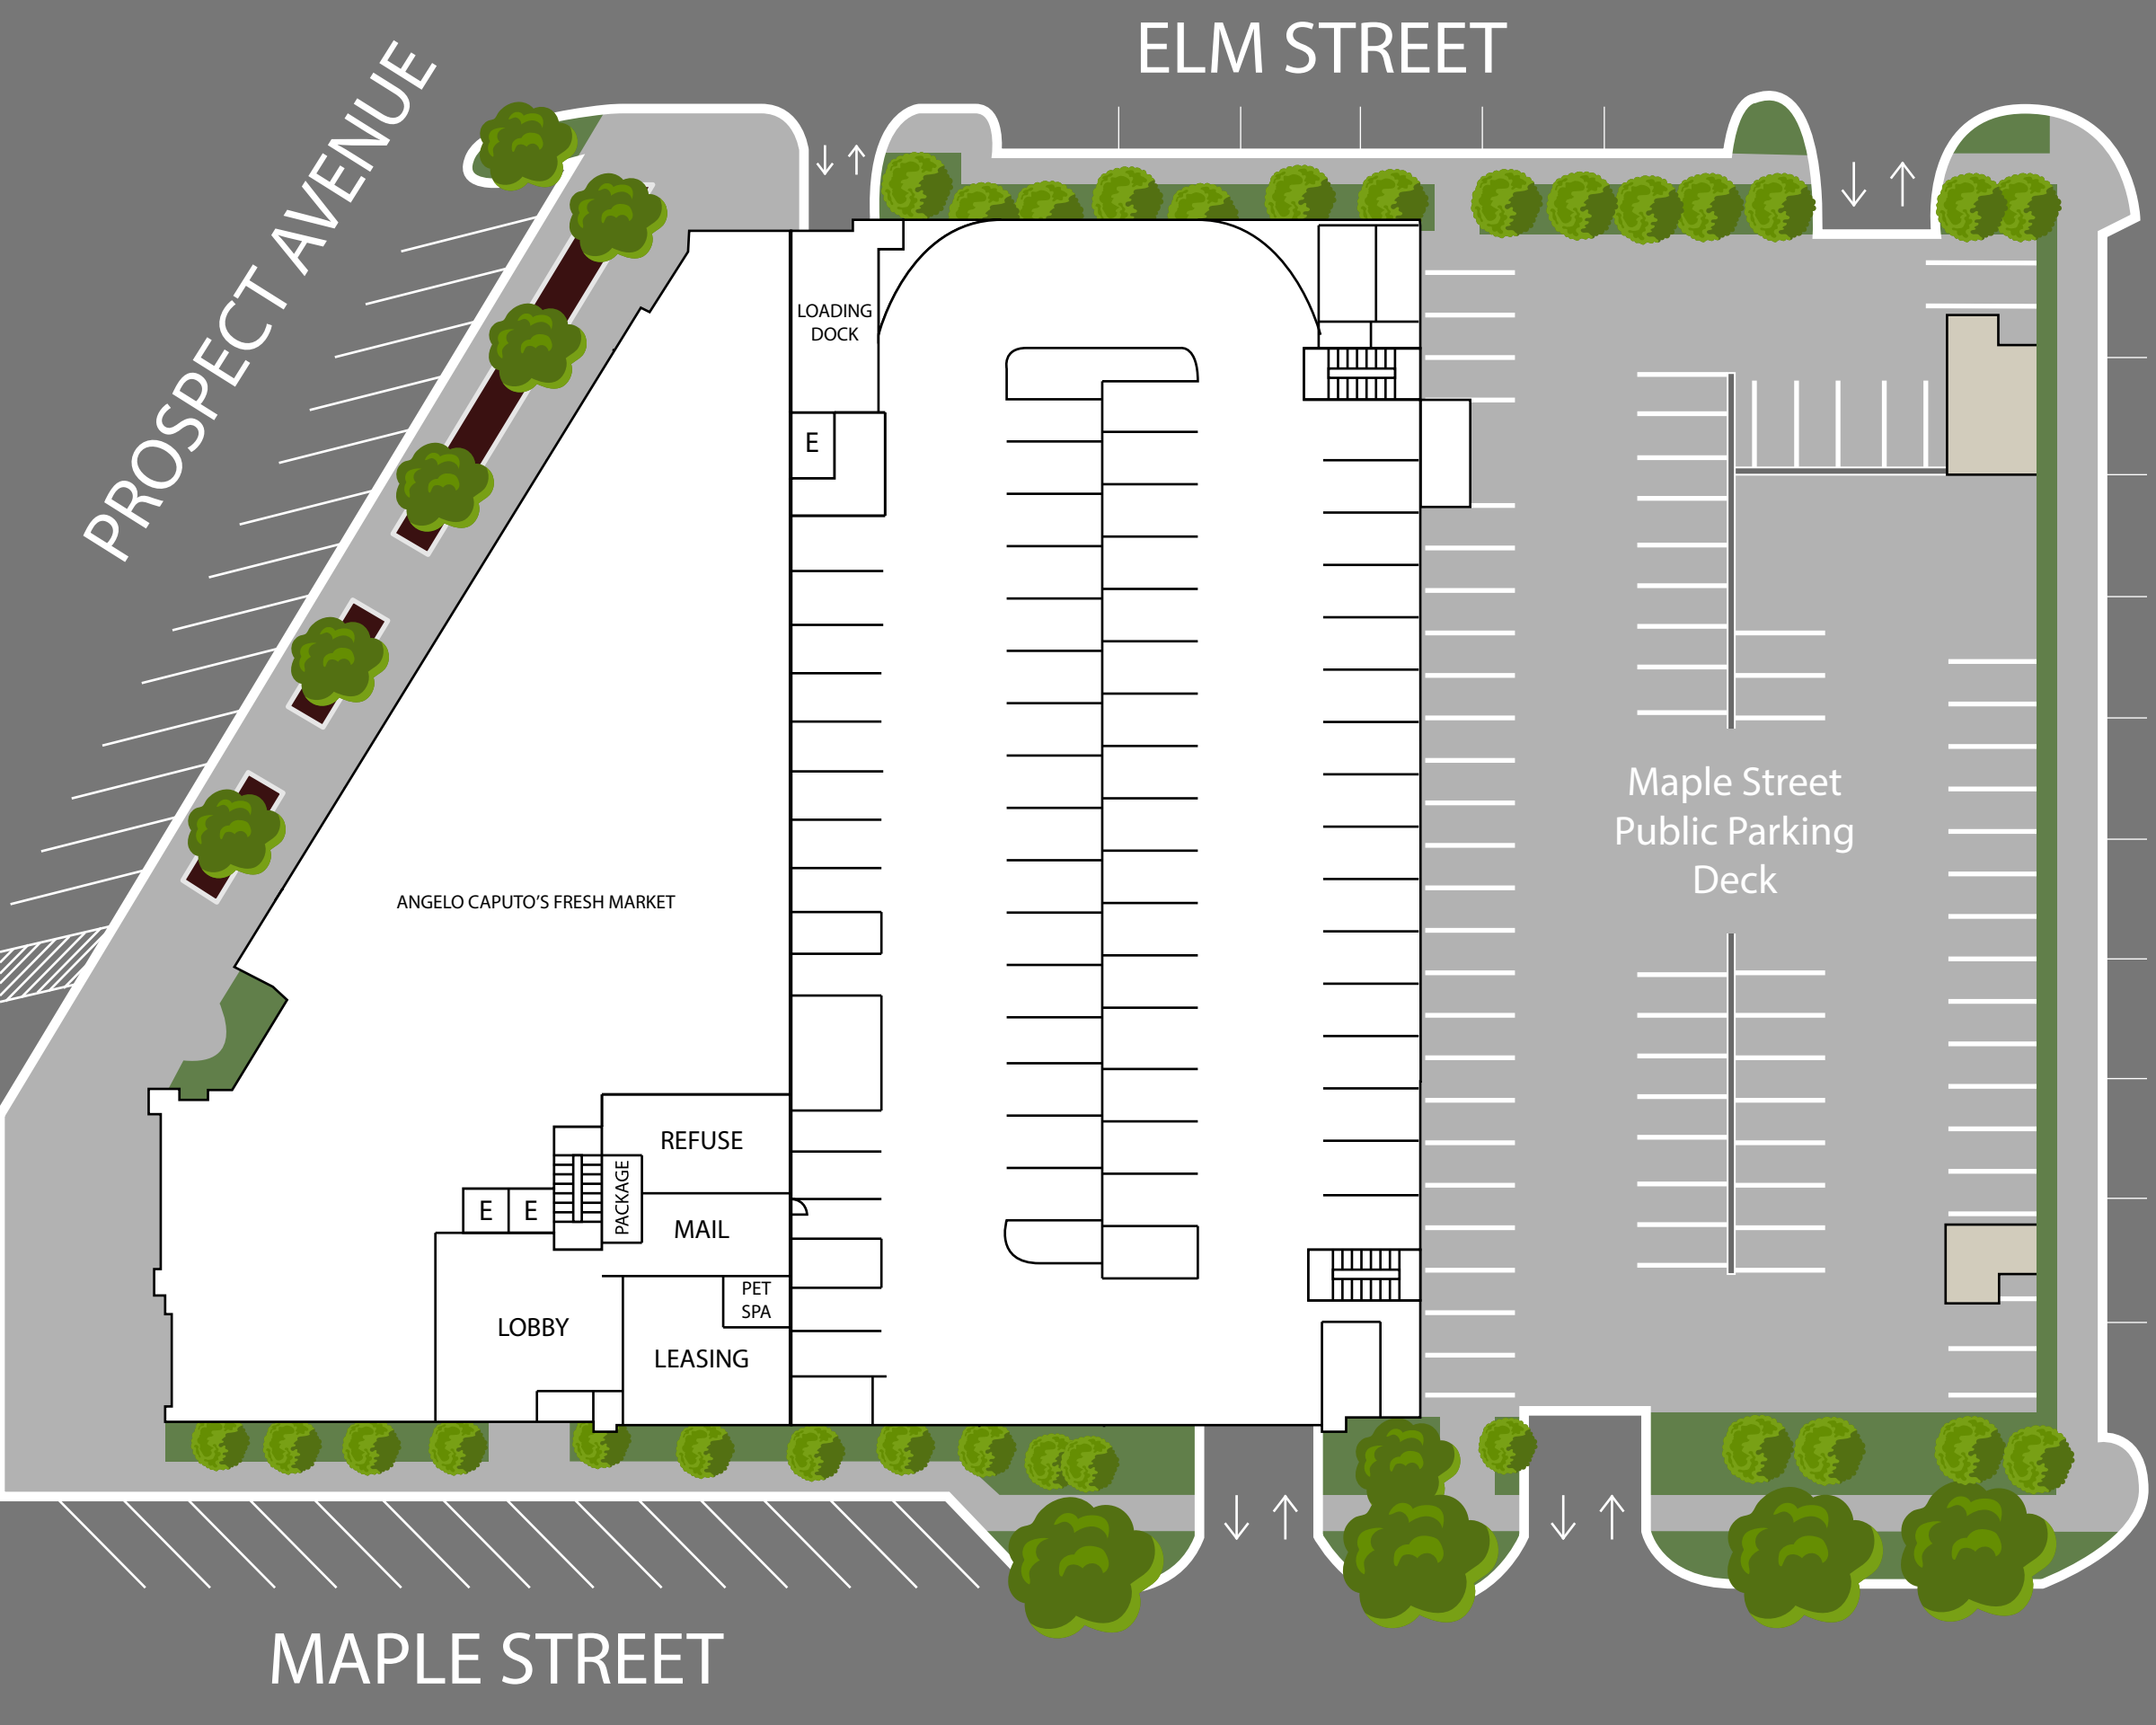 ELM STREET
PROSPECT AVENUE
LOADING
DOCK
E
Maple Street
Public Parking
Deck
ANGELO CAPUTO’S FRESH MARKET
REFUSE
PACKAGE
E
E
MAIL
PET
SPA
LOBBY
LEASING
MAPLE STREET